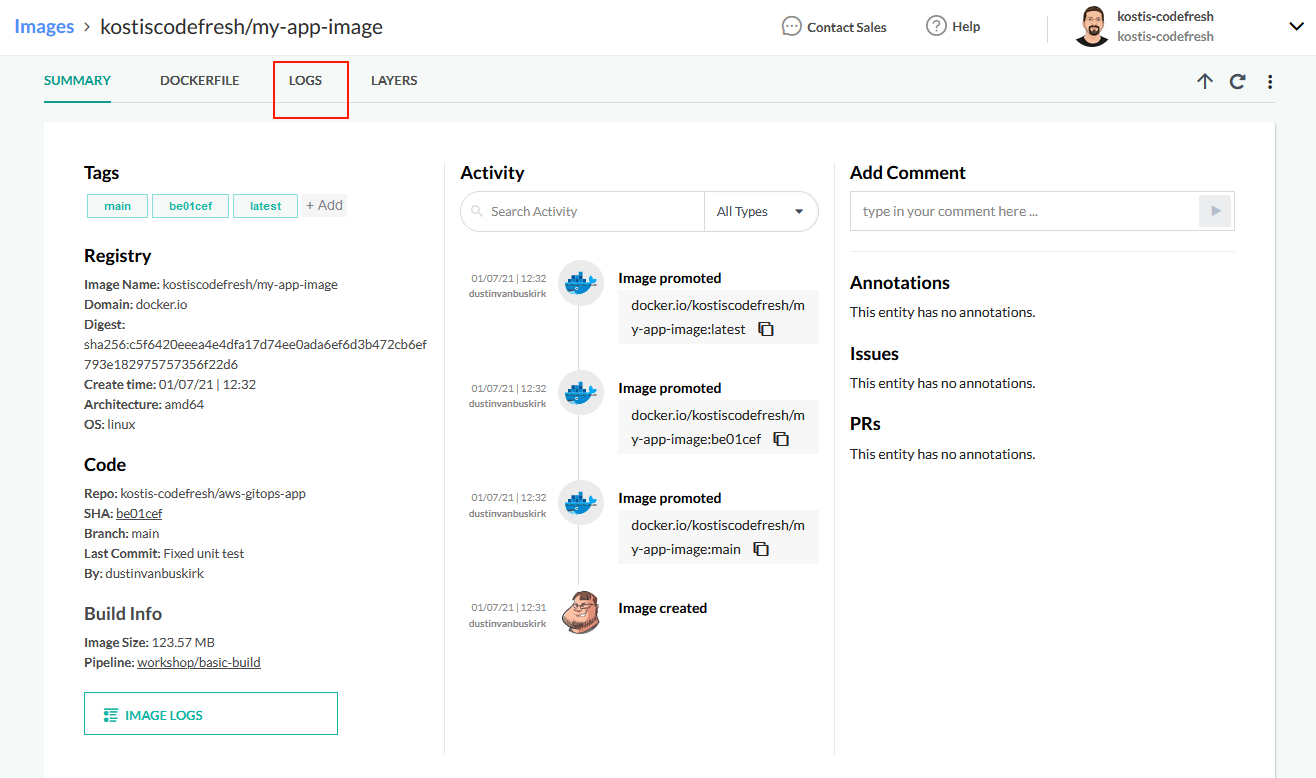 Images > kostiscodefresh/my-app-image
Contact Sales
Help
kostis-codefresh
kostis-codefresh
SUMMARY
DOCKERFILE
LOGS
LAYERS
Tags
main
be01cef
latest
+ Add
Registry
Image Name: kostiscodefresh/my-app-image
Domain: docker.io
Digest:
sha256:c5f6420eeea4e4dfa17d74ee0ada6ef6d3b472cb6ef
793e182975757356f22d6
Create time: 01/07/21 | 12:32
Architecture: amd64
OS: linux
Code
Repo: kostis-codefresh/aws-gitops-app
SHA: be01cef
Branch: main
Last Commit: Fixed unit test
By: dustinvanbuskirk
Build Info
Image Size: 123.57 MB
Pipeline: workshop/basic-build
IMAGE LOGS
Activity
Search Activity
All Types
01/07/21 | 12:32
dustinvanbuskirk
Image promoted
docker.io/kostiscodefresh/m
y-app-image:latest
01/07/21 | 12:32
dustinvanbuskirk
Image promoted
docker.io/kostiscodefresh/m
y-app-image:be01cef
01/07/21 | 12:32
dustinvanbuskirk
Image promoted
docker.io/kostiscodefresh/m
y-app-image:main
01/07/21 | 12:31
dustinvanbuskirk
Image created
Add Comment
type in your comment here ...
Annotations
This entity has no annotations.
Issues
This entity has no annotations.
PRs
This entity has no annotations.